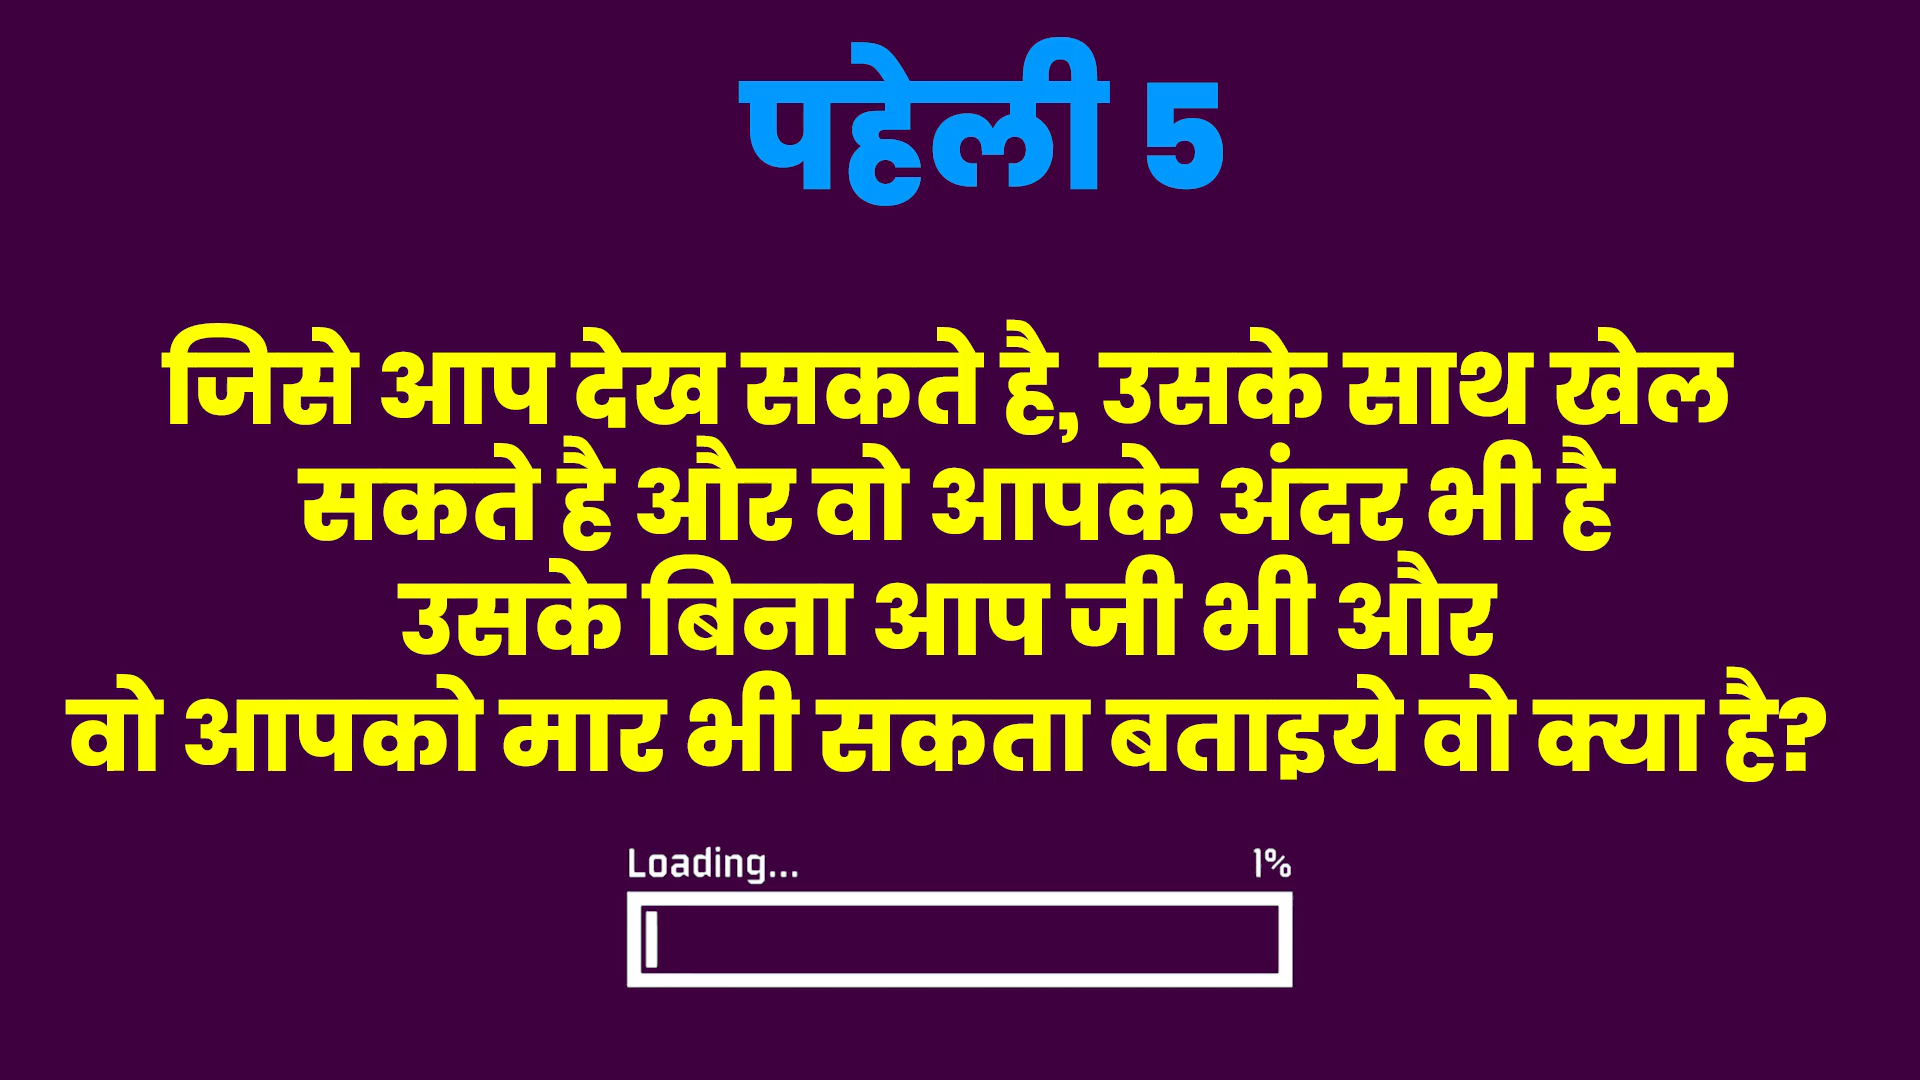 पहेली 5
जिसे आप देख सकते है, उसके साथ खेल
सकते है और वो आपके अंदर भी है
उसके बिना आप जी भी और
वो आपको मार भी सकता बताइये वो क्या है?
Loading... 1%